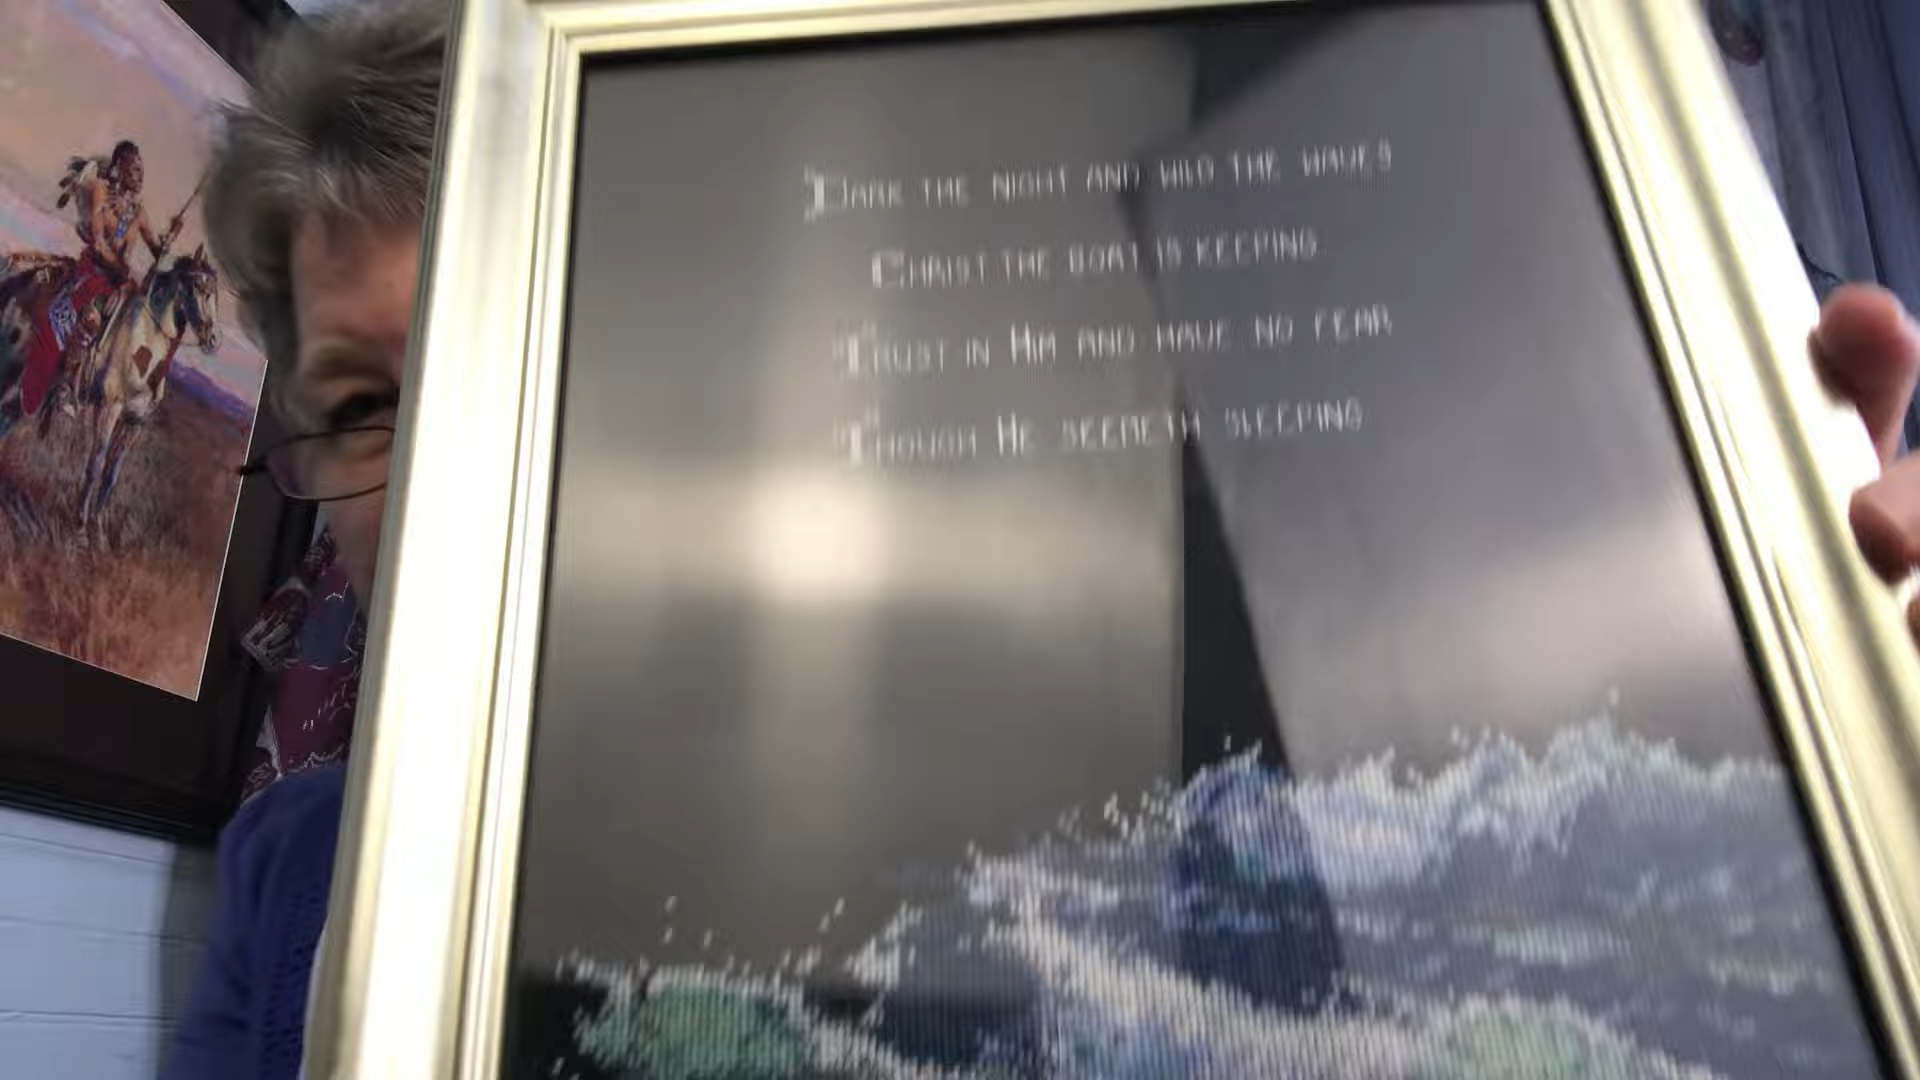 Dark the night and wild the waves
Christ the boat is keeping
Trust in Him and have no fear
Though He seemeth sleeping